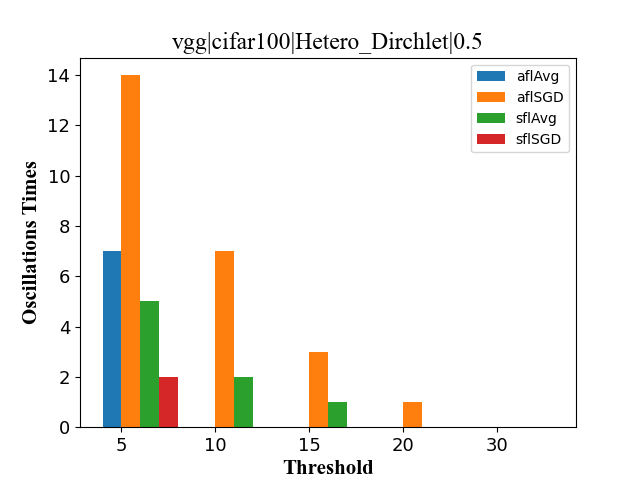 vgg|cifar100|Hetero_Dirchlet|0.5
14
12
10
8
6
4
2
0
Oscillations Times
5
10
15
20
30
Threshold
aflAvg
aflSGD
sflAvg
sflSGD